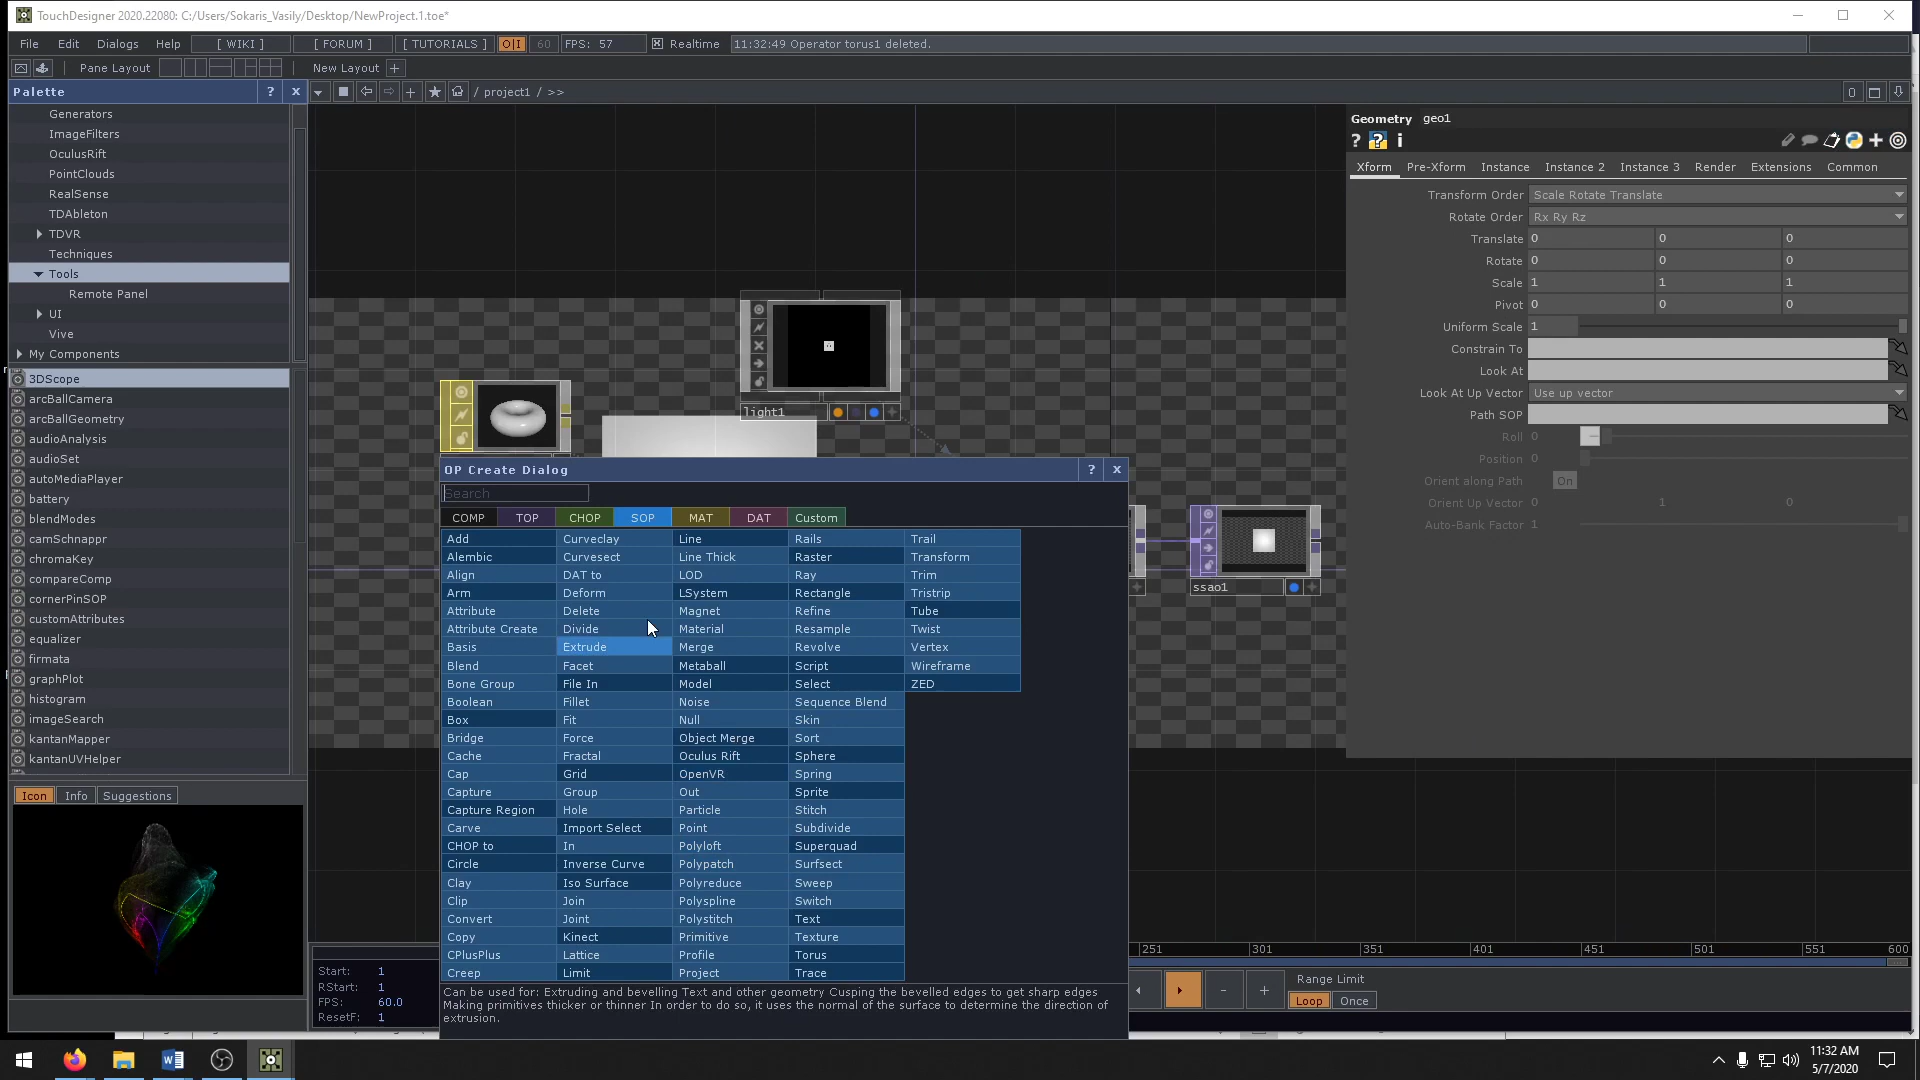 TouchDesigner 2020.22080: C:/Users/Sokaris_Vasily/Desktop/NewProject.1.toe*
File Edit Dialogs Help [ WIKI ] [ FORUM ] [ TUTORIALS ] O|I 60 FPS: 57 Realtime 11:32:49 Operator torus1 deleted.
Pane Layout New Layout +
Palette ? x / project1 / >> 0
Generators
ImageFilters
OculusRift
PointClouds
RealSense
TDAbleton
TDVR
Techniques
Tools
Remote Panel
UI
Vive
My Components
3DScope
arcBallCamera
arcBallGeometry
audioAnalysis
audioSet
autoMediaPlayer
battery
blendModes
camSchnappr
chromaKey
compareComp
cornerPinSOP
customAttributes
equalizer
firmata
graphPlot
histogram
imageSearch
kantanMapper
kantanUVHelper
Icon Info Suggestions
light1
ssao1
OP Create Dialog ? x
Search
COMP TOP CHOP SOP MAT DAT Custom
Add Curveclay Line Rails Trail
Alembic Curvesect Line Thick Raster Transform
Align DAT to LOD Ray Trim
Arm Deform LSystem Rectangle Tristrip
Attribute Delete Magnet Refine Tube
Attribute Create Divide Material Resample Twist
Basis Extrude Merge Revolve Vertex
Blend Facet Metaball Script Wireframe
Bone Group File In Model Select ZED
Boolean Fillet Noise Sequence Blend
Box Fit Null Skin
Bridge Force Object Merge Sort
Cache Fractal Oculus Rift Sphere
Cap Grid OpenVR Spring
Capture Group Out Sprite
Capture Region Hole Particle Stitch
Carve Import Select Point Subdivide
CHOP to In Polyloft Superquad
Circle Inverse Curve Polypatch Surfsect
Clay Iso Surface Polyreduce Sweep
Clip Join Polyspline Switch
Convert Joint Polystitch Text
Copy Kinect Primitive Texture
CPlusPlus Lattice Profile Torus
Creep Limit Project Trace
Can be used for: Extruding and bevelling Text and other geometry Cusping the bevelled edges to get sharp edges
Making primitives thicker or thinner In order to do so, it uses the normal of the surface to determine the direction of
extrusion.
Geometry geo1
? ? i
Xform Pre-Xform Instance Instance 2 Instance 3 Render Extensions Common
Transform Order Scale Rotate Translate
Rotate Order Rx Ry Rz
Translate 0 0 0
Rotate 0 0 0
Scale 1 1 1
Pivot 0 0 0
Uniform Scale 1
Constrain To
Look At
Look At Up Vector Use up vector
Path SOP
Roll 0
Position 0
Orient along Path On
Orient Up Vector 0 1 0
Auto-Bank Factor 1
251 301 351 401 451 501 551 600
Start: 1
RStart: 1
FPS: 60.0
ResetF: 1
- +
Range Limit
Loop Once
11:32 AM
5/7/2020